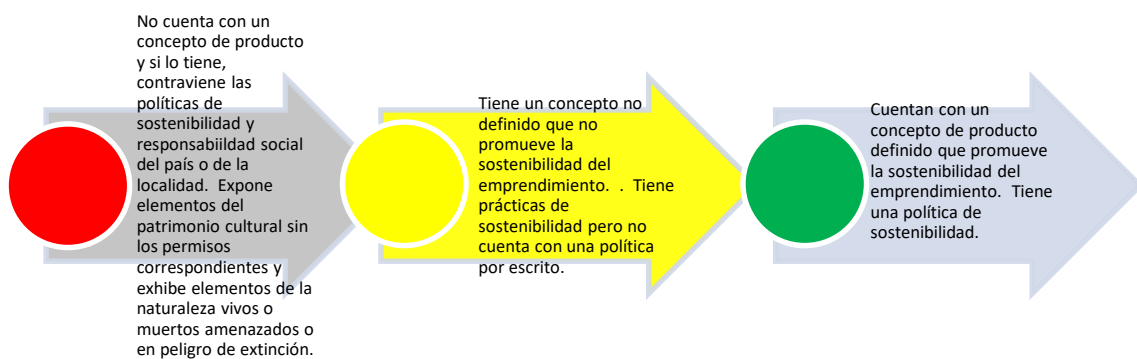 No cuenta con un
concepto de producto
y si lo tiene,
contraviene las
políticas de
sostenibilidad y
responsabiildad social
del país o de la
localidad.  Expone
elementos del
patrimonio cultural sin
los permisos
correspondientes y
exhibe elementos de la
naturaleza vivos o
muertos amenazados o
en peligro de extinción.
Tiene un concepto no
definido que no
promueve la
sostenibilidad del
emprendimiento. .  Tiene
prácticas de
sostenibilidad pero no
cuenta con una política
por escrito.
Cuentan con un
concepto de producto
definido que promueve
la sostenibilidad del
emprendimiento.  Tiene
una política de
sostenibilidad.